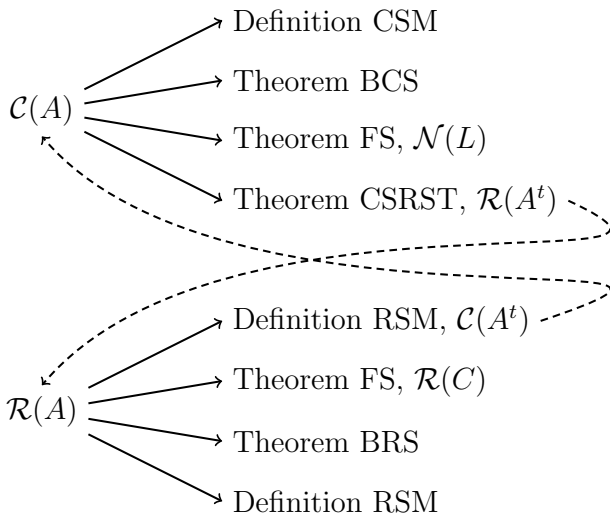 Definition CSM
Theorem BCS
𝒞(A)
Theorem FS, 𝒩(L)
Theorem CSRST, ℛ(Aᵗ)
Definition RSM, 𝒞(Aᵗ)
Theorem FS, ℛ(C)
ℛ(A)
Theorem BRS
Definition RSM